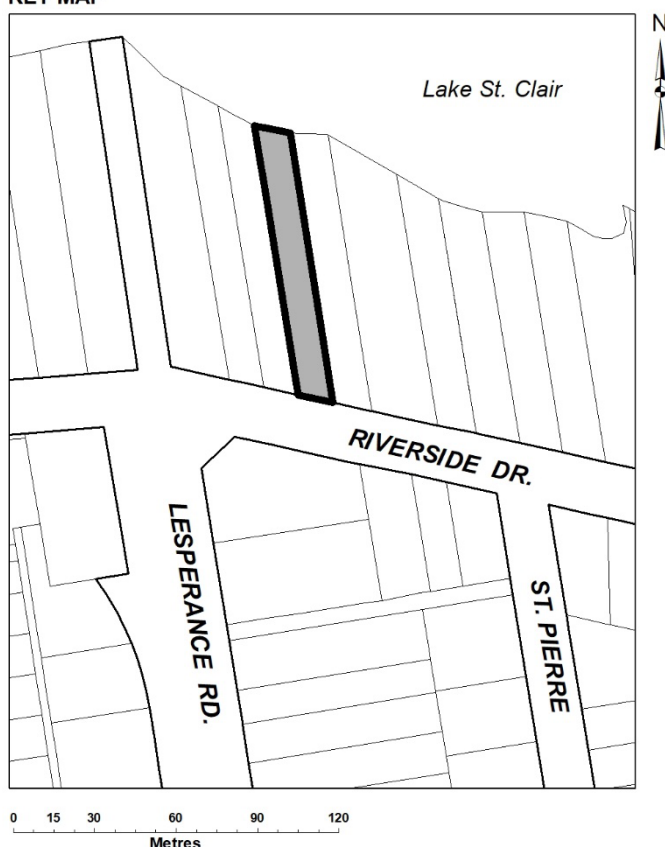 KEY MAP
N
Lake St. Clair
RIVERSIDE DR.
LESPERANCE RD.
ST. PIERRE
0 15 30 60 90 120
Metres